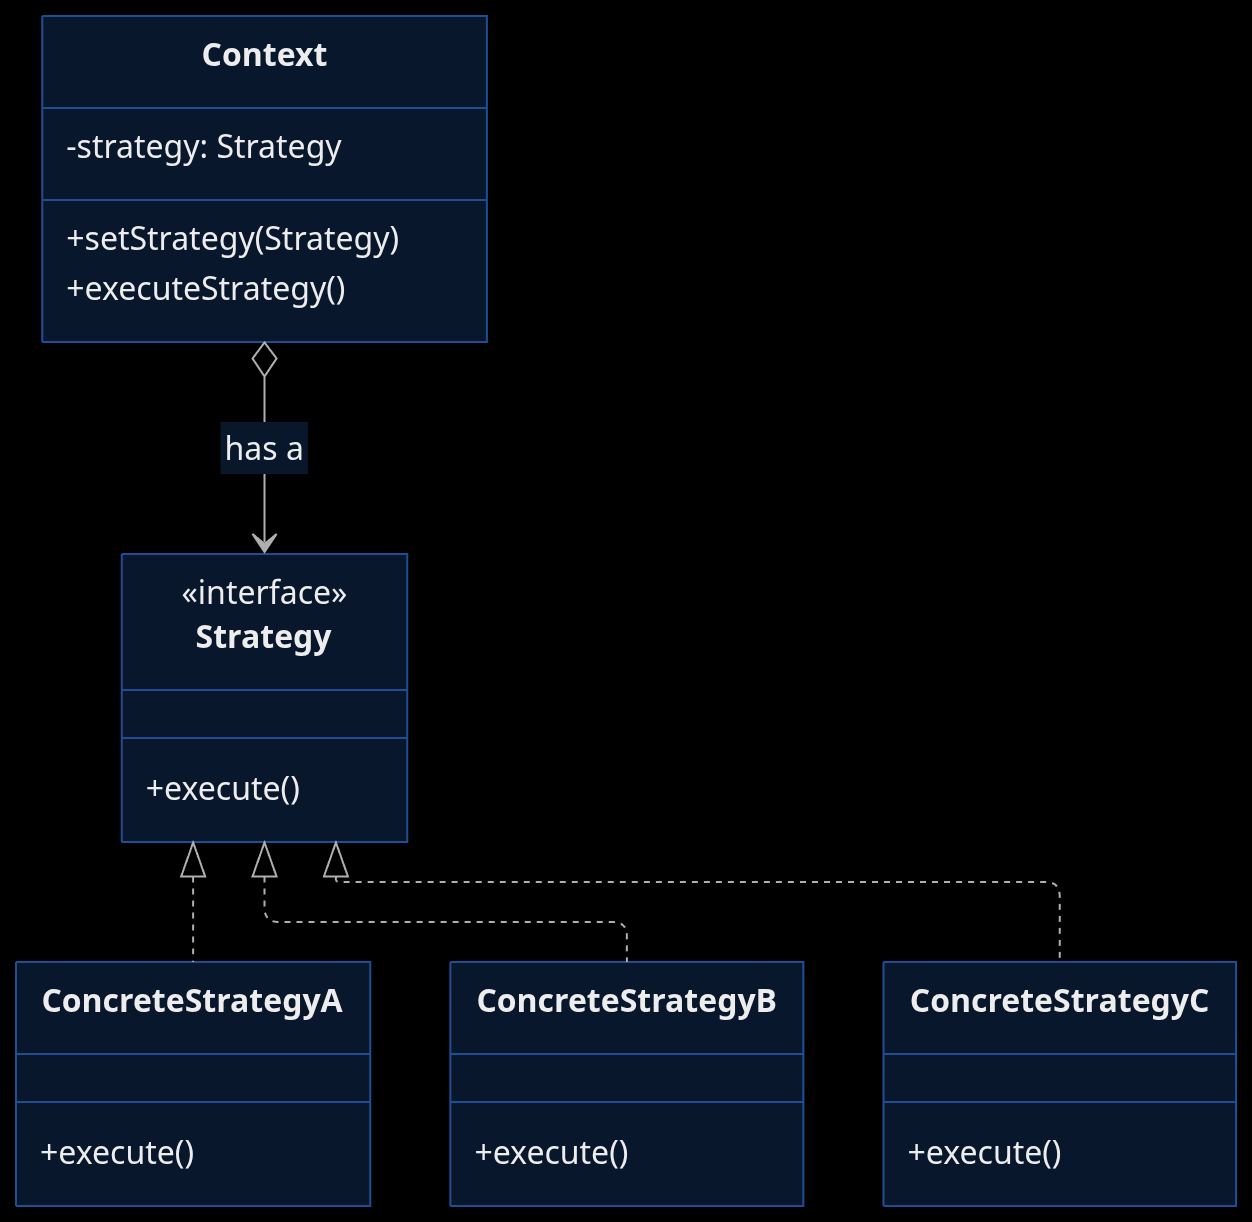 Context
-strategy: Strategy
+setStrategy(Strategy)
+executeStrategy()
has a
«interface»
Strategy
+execute()
ConcreteStrategyA
+execute()
ConcreteStrategyB
+execute()
ConcreteStrategyC
+execute()